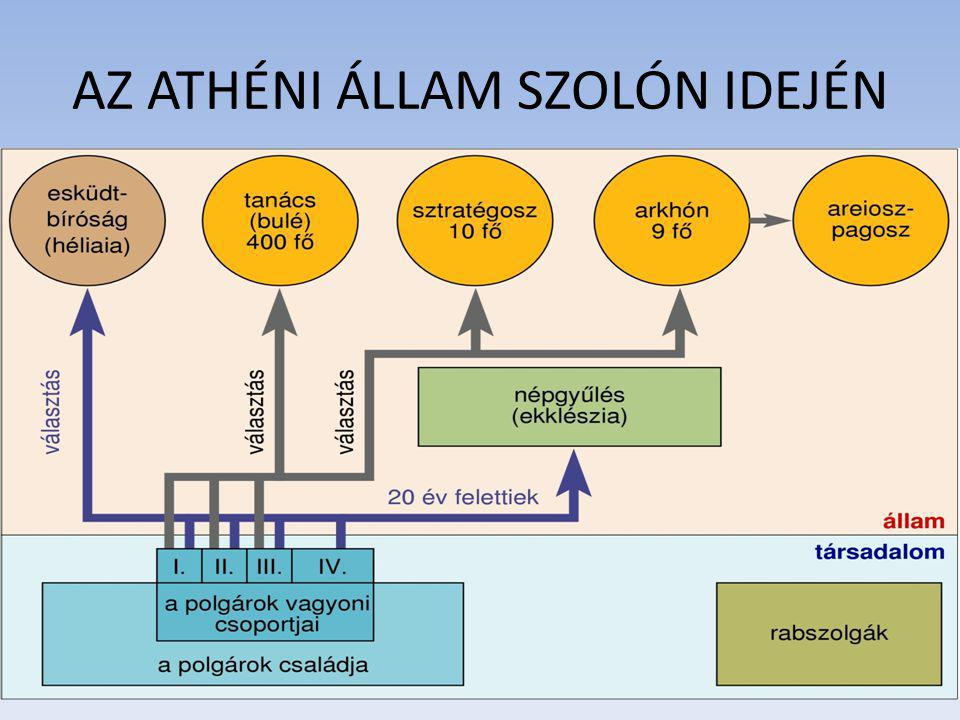 AZ ATHÉNI ÁLLAM SZOLÓN IDEJÉN
esküdt-
bíróság
(héliaia)
tanács
(bulé)
400 fő
sztratégosz
10 fő
arkhón
9 fő
areiosz-
pagosz
választás
választás
választás
népgyűlés
(ekklészia)
20 év felettiek
állam
társadalom
I.
II.
III.
IV.
a polgárok vagyoni
csoportjai
a polgárok családja
rabszolgák